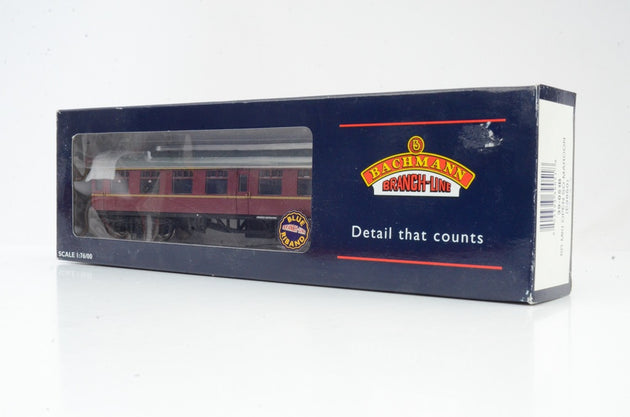 BACHMANN
BRANCH-LINE
Detail that counts
BLUE
RIBAND
SCALE 1:76/00